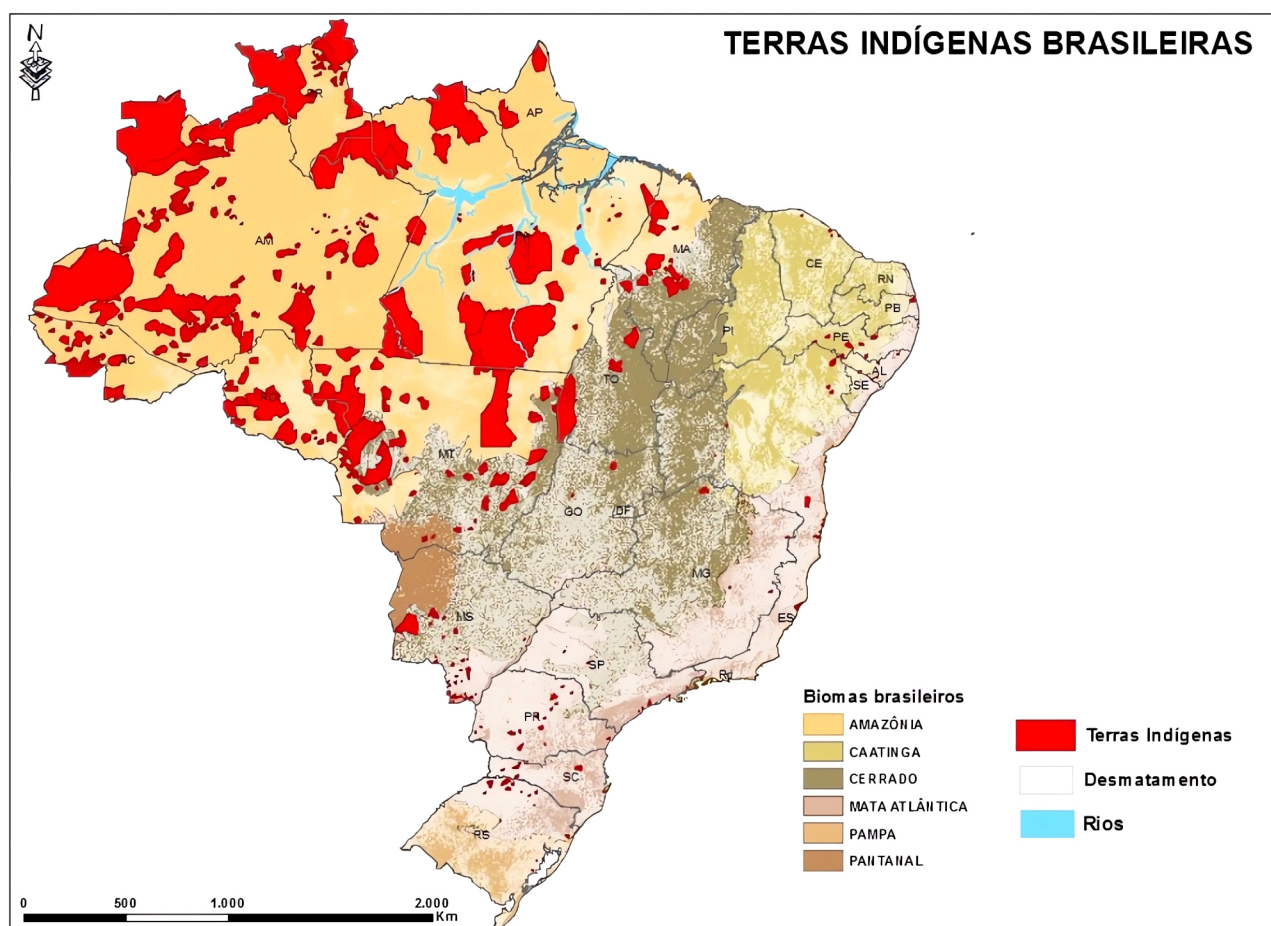 N
TERRAS INDÍGENAS BRASILEIRAS
RR
AP
AM
MA
CE
RN
PB
PI
PE
AC
AL
TO
SE
RO
MT
GO
DF
MG
MS
ES
SP
RJ
PR
SC
RS
Biomas brasileiros
AMAZÔNIA
CAATINGA
CERRADO
MATA ATLÂNTICA
PAMPA
PANTANAL
Terras Indígenas
Desmatamento
Rios
0 500 1.000 2.000
Km